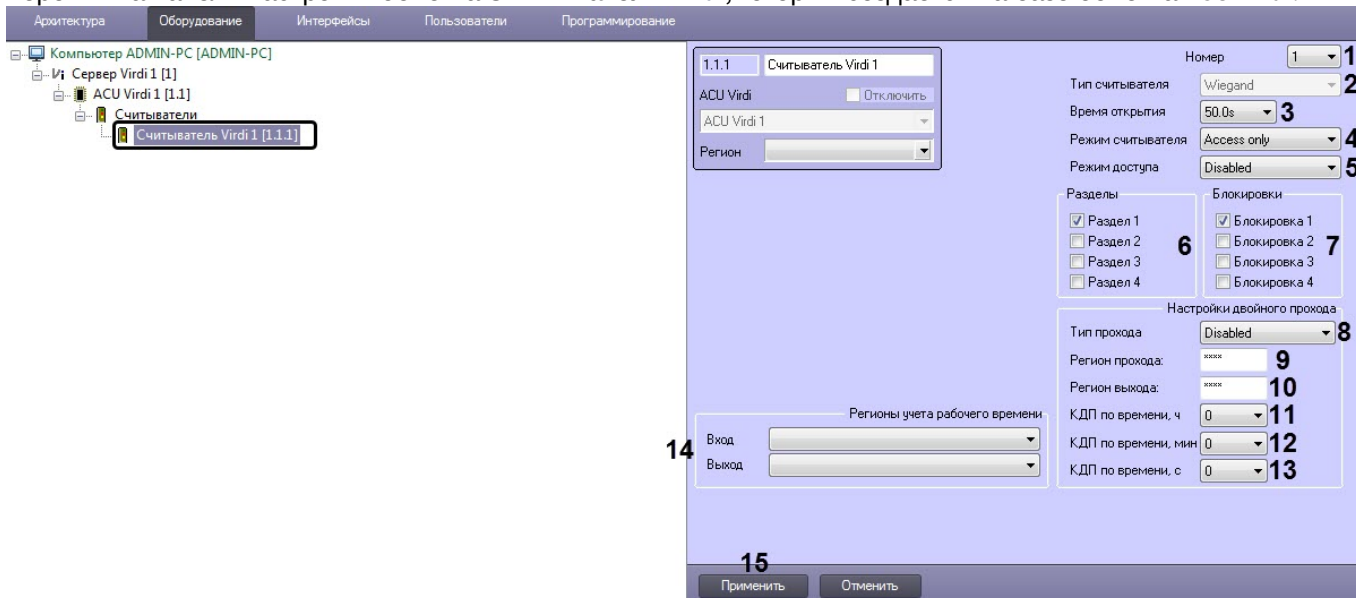 Архитектура Оборудование Интерфейсы Пользователи Программирование
Компьютер ADMIN-PC [ADMIN-PC]
Сервер Virdi 1 [1]
ACU Virdi 1 [1.1]
Считыватели
Считыватель Virdi 1 [1.1.1]
1.1.1 Считыватель Virdi 1
ACU Virdi Отключить
ACU Virdi 1
Регион
Номер 1 1
Тип считывателя Wiegand 2
Время открытия 50.0s 3
Режим считывателя Access only 4
Режим доступа Disabled 5
Разделы Блокировки
Раздел 1 Блокировка 1
Раздел 2 6 Блокировка 2 7
Раздел 3 Блокировка 3
Раздел 4 Блокировка 4
Настройки двойного прохода
Тип прохода Disabled 8
Регион прохода: **** 9
Регион выхода: **** 10
КДП по времени, ч 0 11
КДП по времени, мин 0 12
КДП по времени, с 0 13
Регионы учета рабочего времени
14 Вход
Выход
15
Применить Отменить